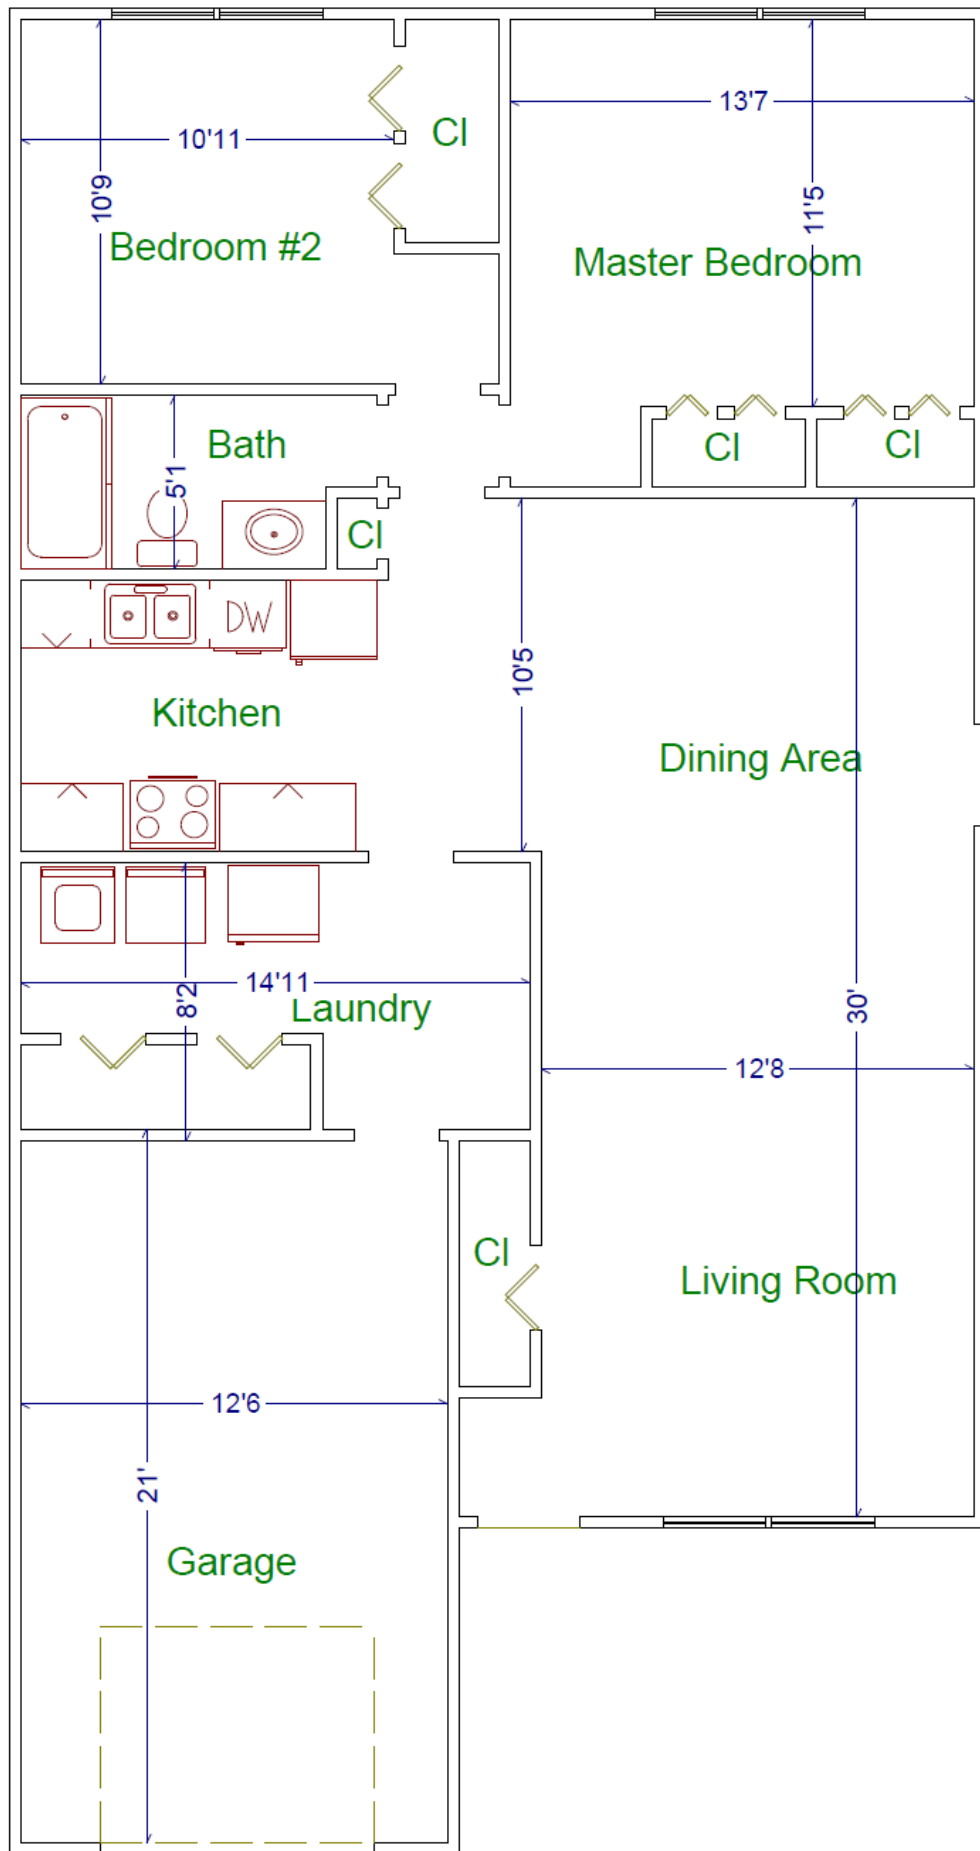 13'7
Cl
10'11
10'9
11'5
Bedroom #2
Master Bedroom
Bath
Cl
Cl
5'1
Cl
DW
10'5
Kitchen
Dining Area
14'11
8'2
Laundry
30'
12'8
Cl
Living Room
12'6
21'
Garage